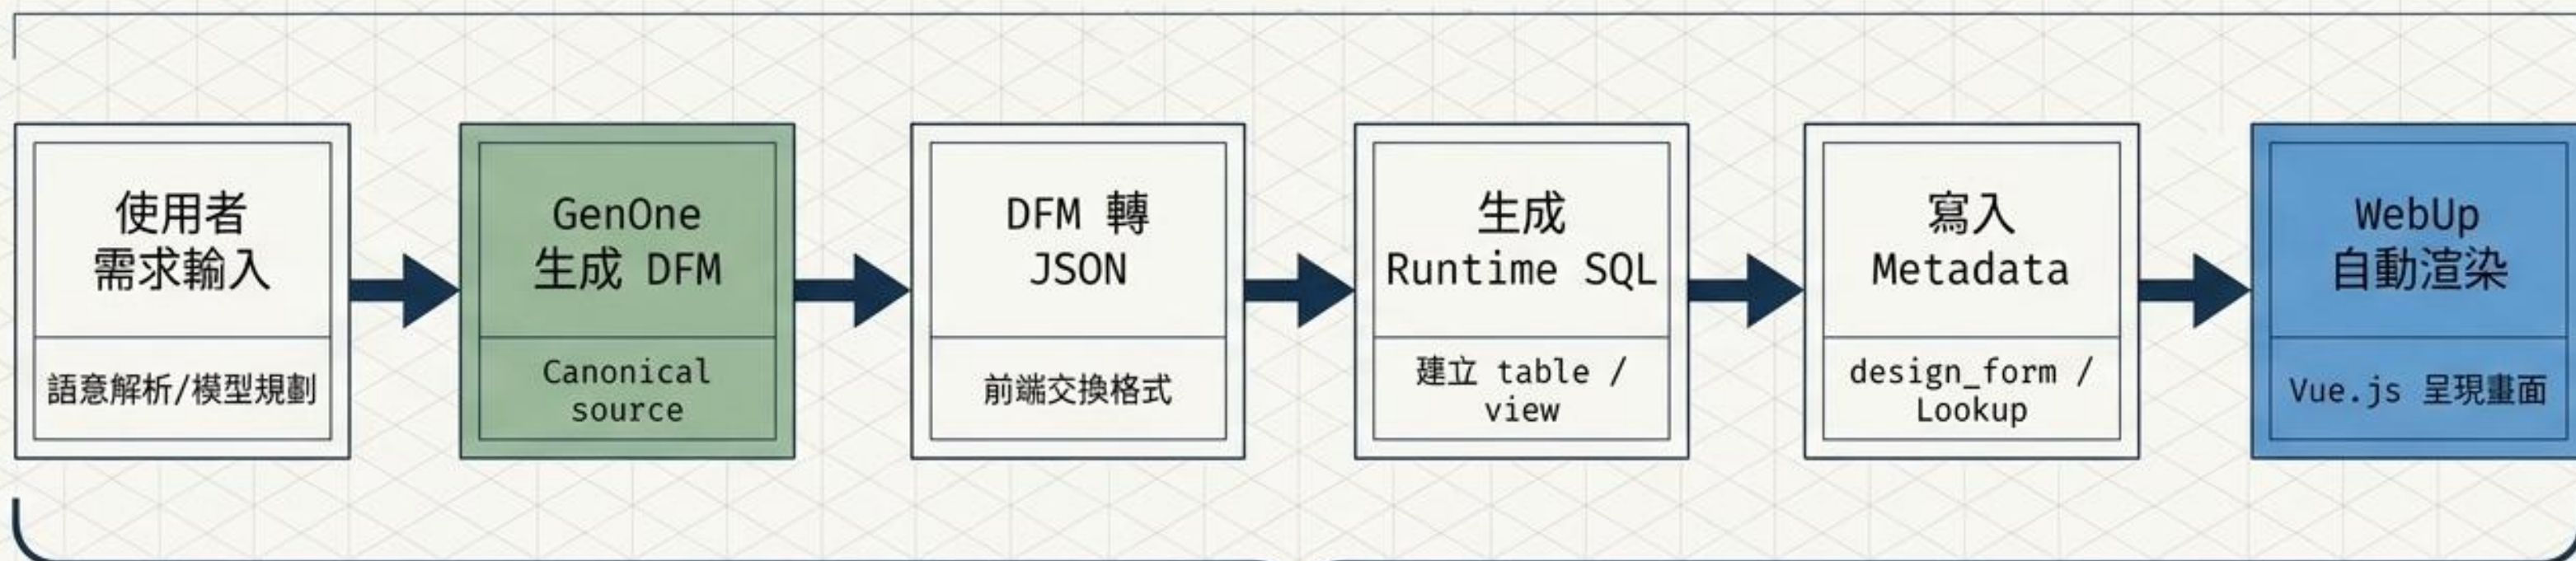 使用者
需求輸入
語意解析/模型規劃
GenOne
生成 DFM
Canonical
source
DFM 轉
JSON
前端交換格式
生成
Runtime SQL
建立 table /
view
寫入
Metadata
design_form /
Lookup
WebUp
自動渲染
Vue.js 呈現畫面